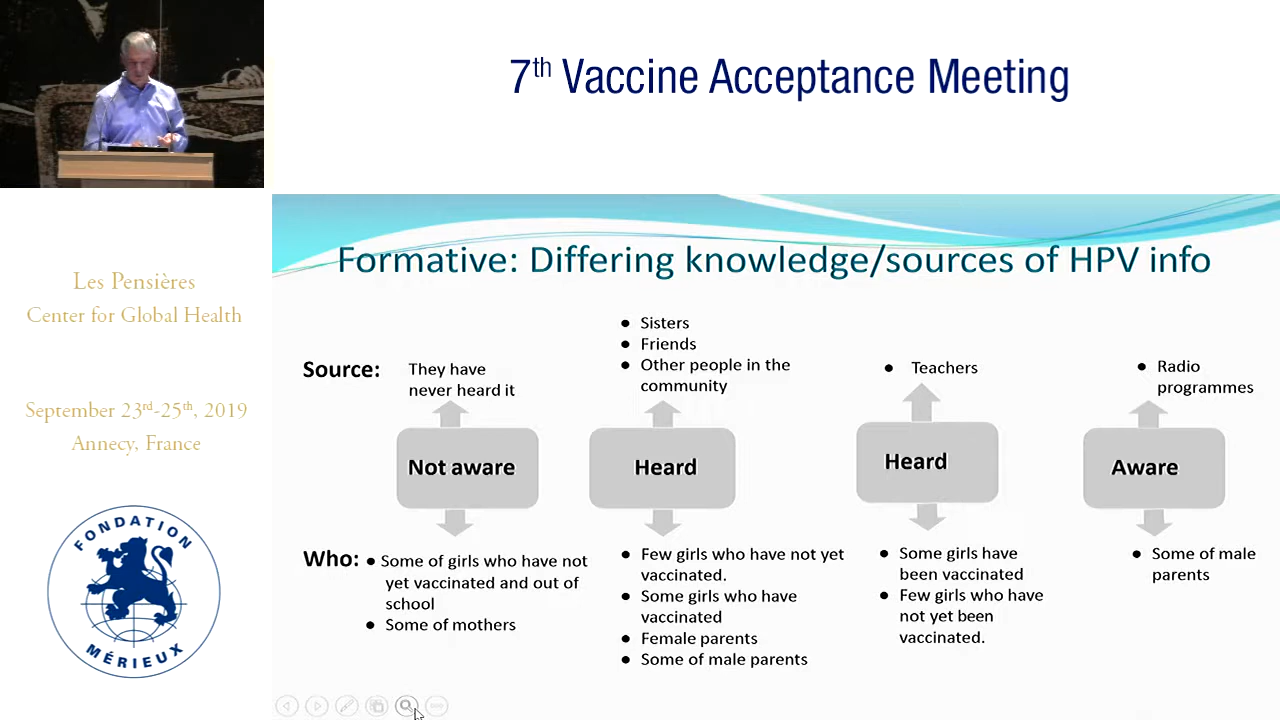 7th Vaccine Acceptance Meeting
Les Pensières
Center for Global Health
September 23rd-25th, 2019
Annecy, France
FONDATION
MÉRIEUX
Formative: Differing knowledge/sources of HPV info
Source:
They have
never heard it
● Sisters
● Friends
● Other people in the
community
● Teachers
● Radio
programmes
Not aware
Heard
Heard
Aware
Who:
● Some of girls who have not
yet vaccinated and out of
school
● Some of mothers
● Few girls who have not yet
vaccinated.
● Some girls who have
vaccinated
● Female parents
● Some of male parents
● Some girls have
been vaccinated
● Few girls who have
not yet been
vaccinated.
● Some of male
parents